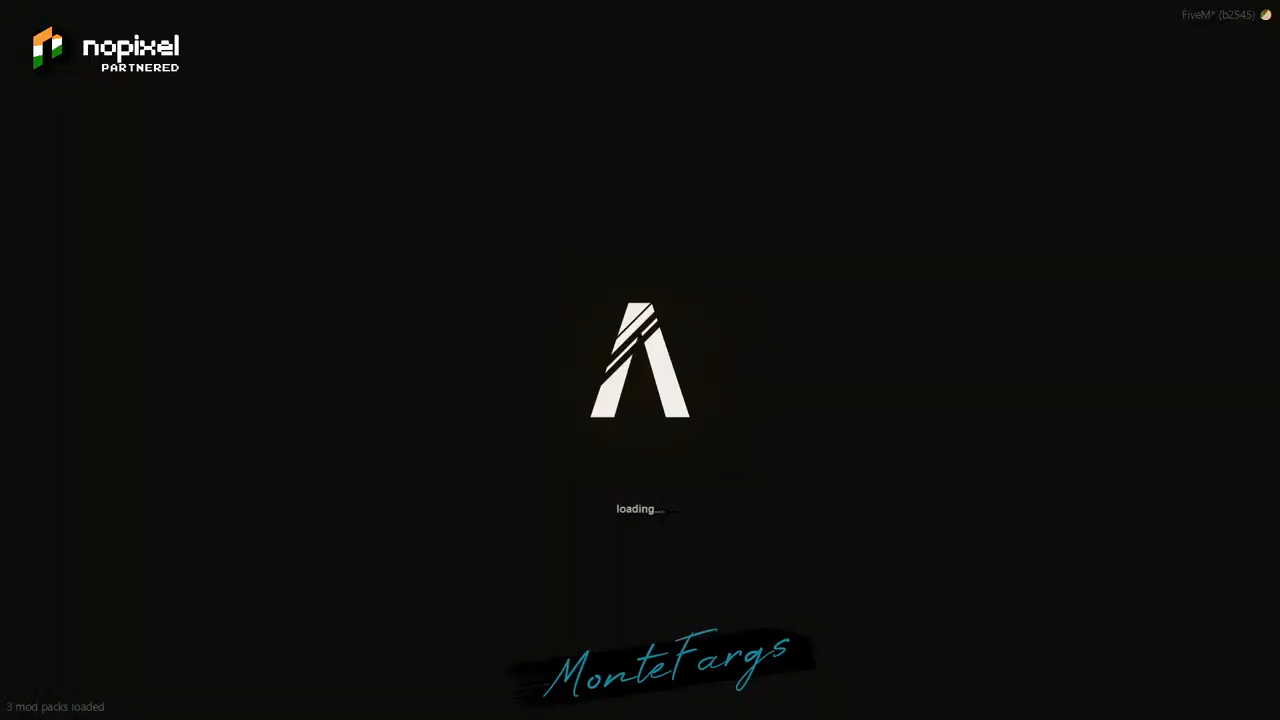 nopixel
PARTNERED
FiveM* (b2545)
loading...
MonteFargs
3 mod packs loaded